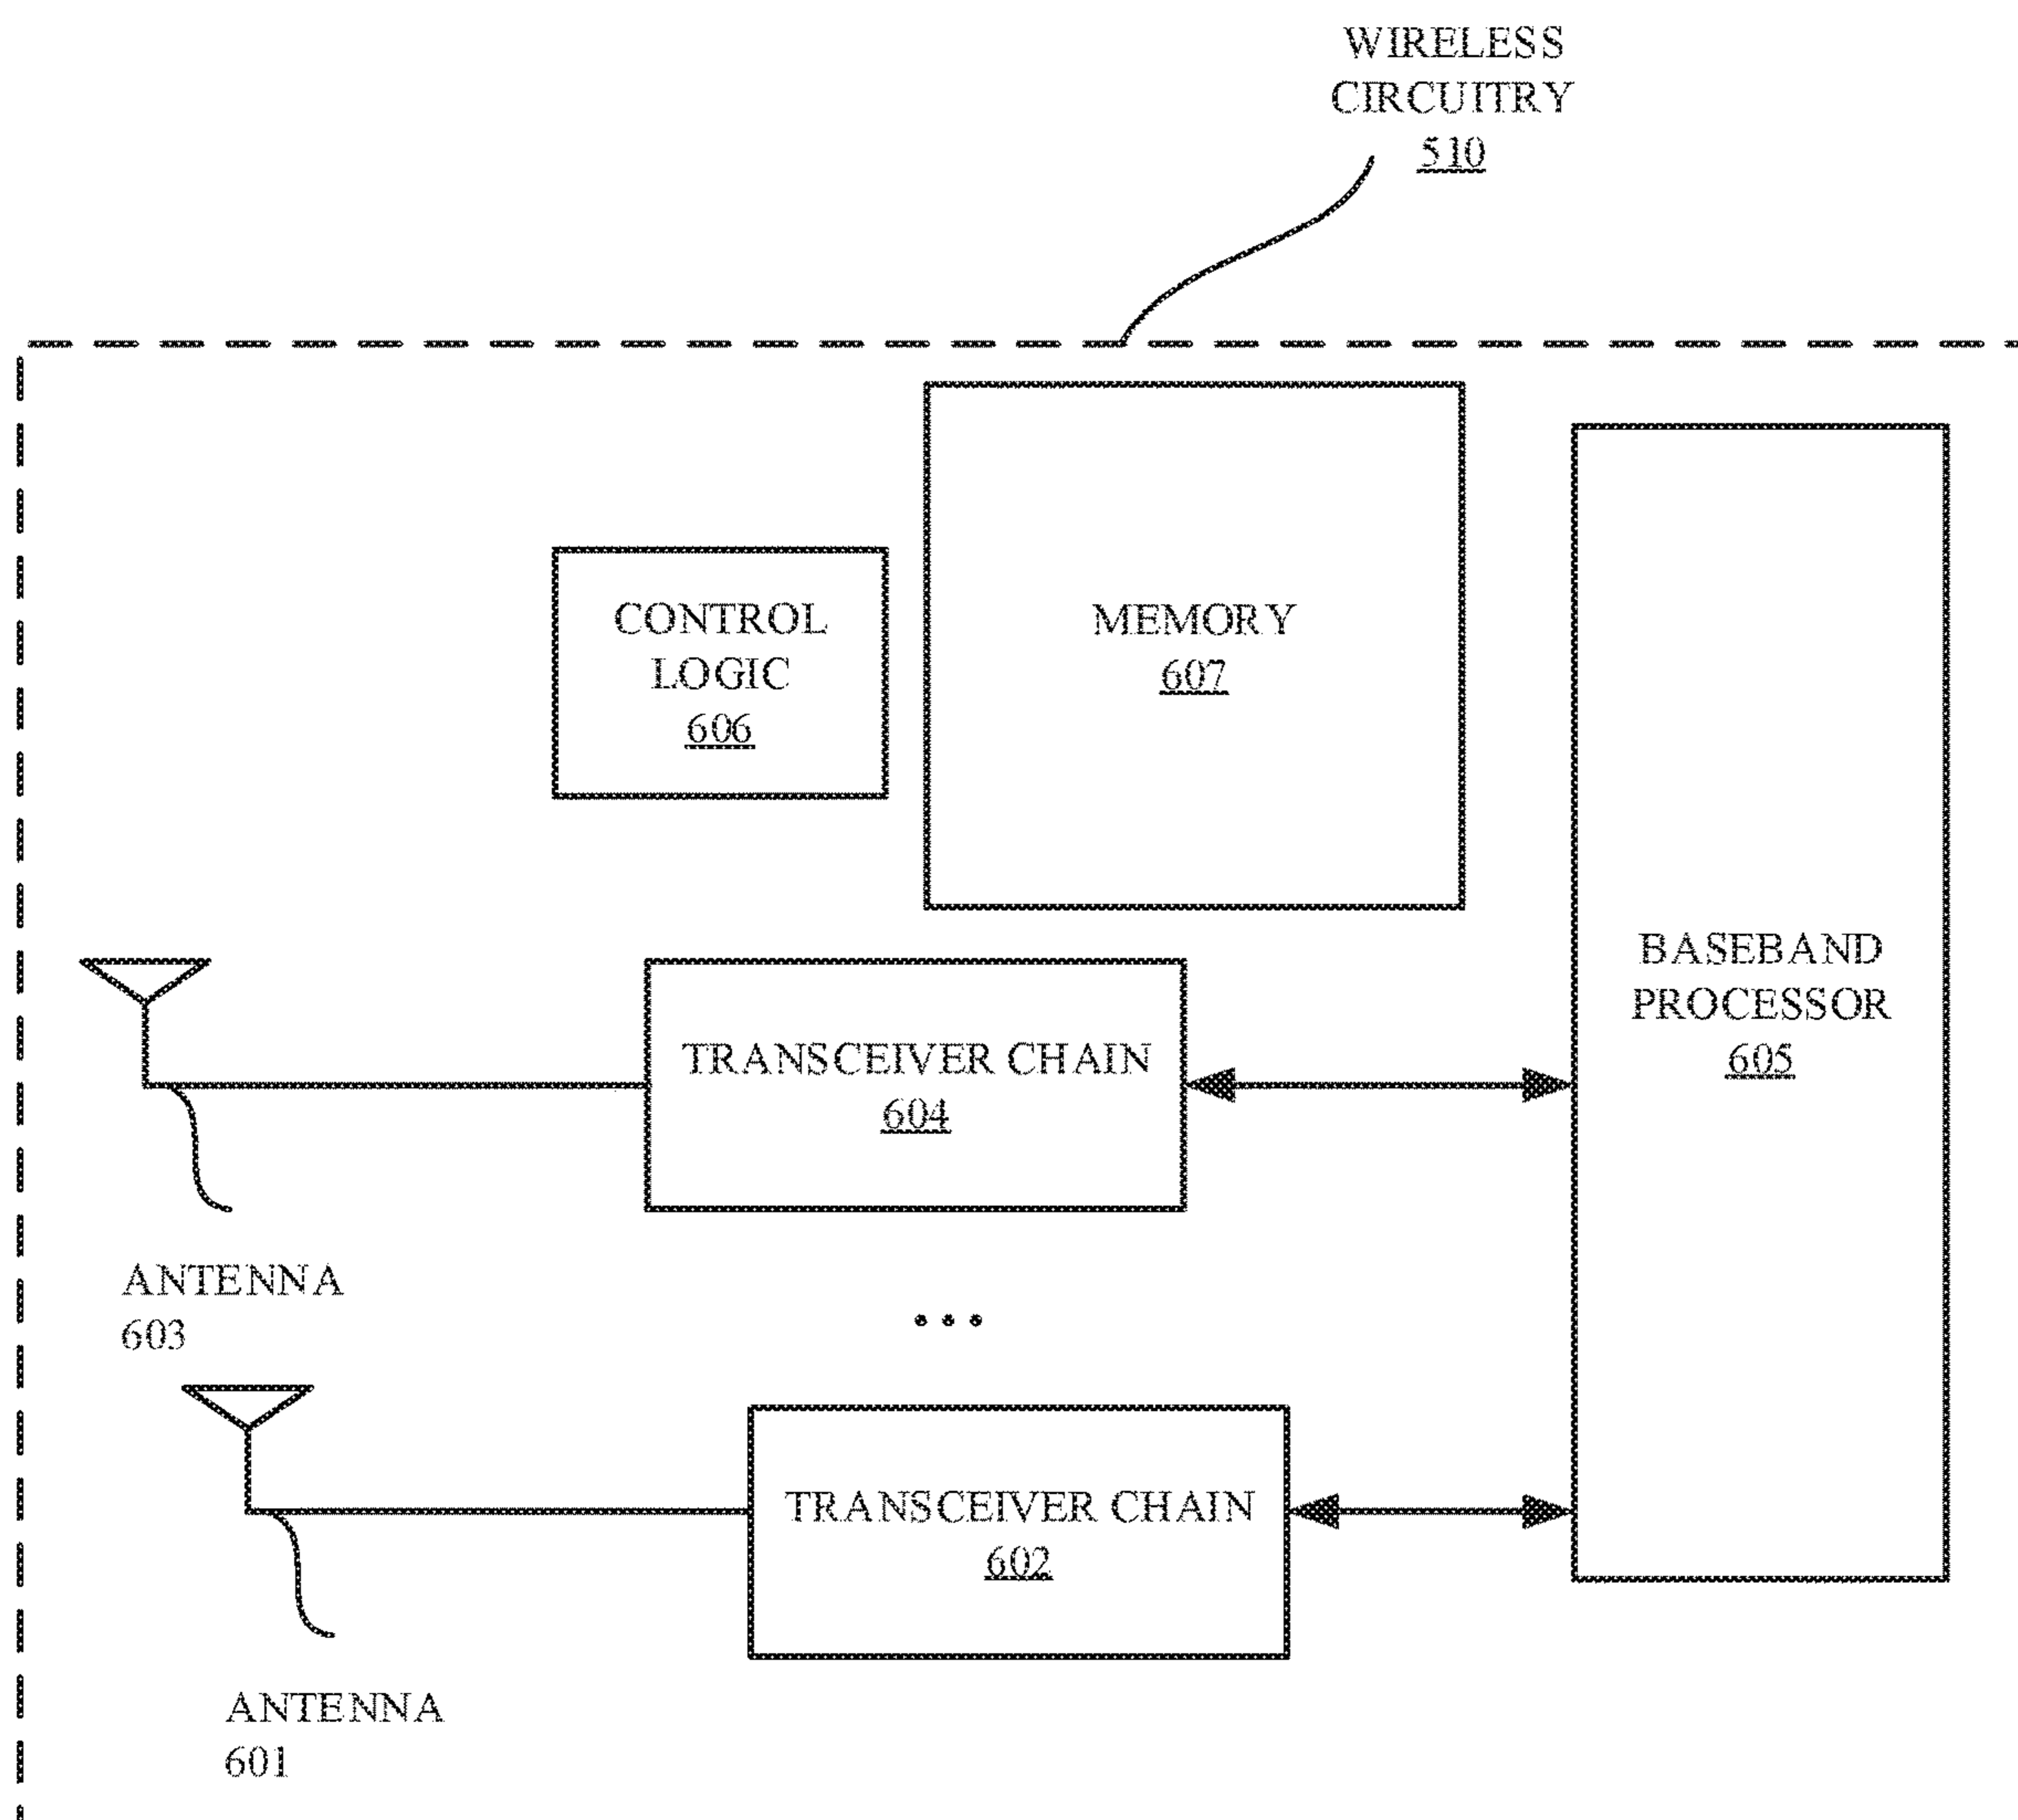 WIRELESS
CIRCUITRY
510
CONTROL
LOGIC
606
MEMORY
607
BASEBAND
PROCESSOR
605
TRANSCEIVER CHAIN
604
ANTENNA
603
...
TRANSCEIVER CHAIN
602
ANTENNA
601